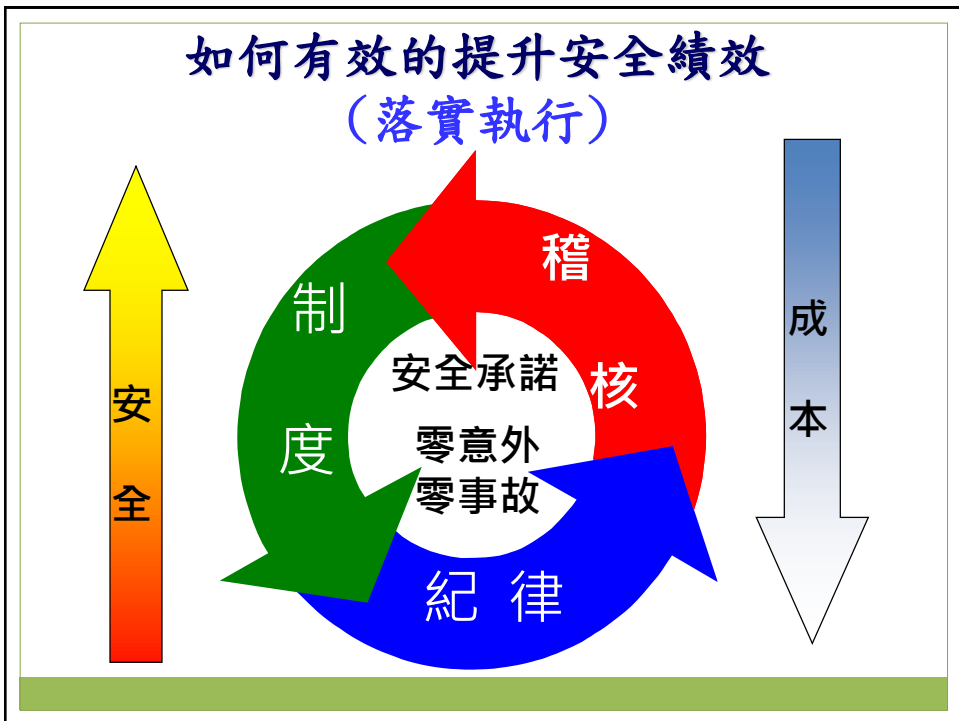 如何有效的提升安全績效
(落實執行)
安全
制度
稽核
安全承諾
零意外
零事故
紀律
成本